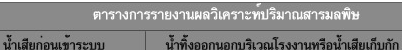 ตารางการรายงานผลวิเคราะห์ปริมาณสารมลพิษ
น้ำเสียก่อนเข้าระบบ น้ำทิ้งออกนอกบริเวณโรงงานหรือน้ำเสียเก็บกัก